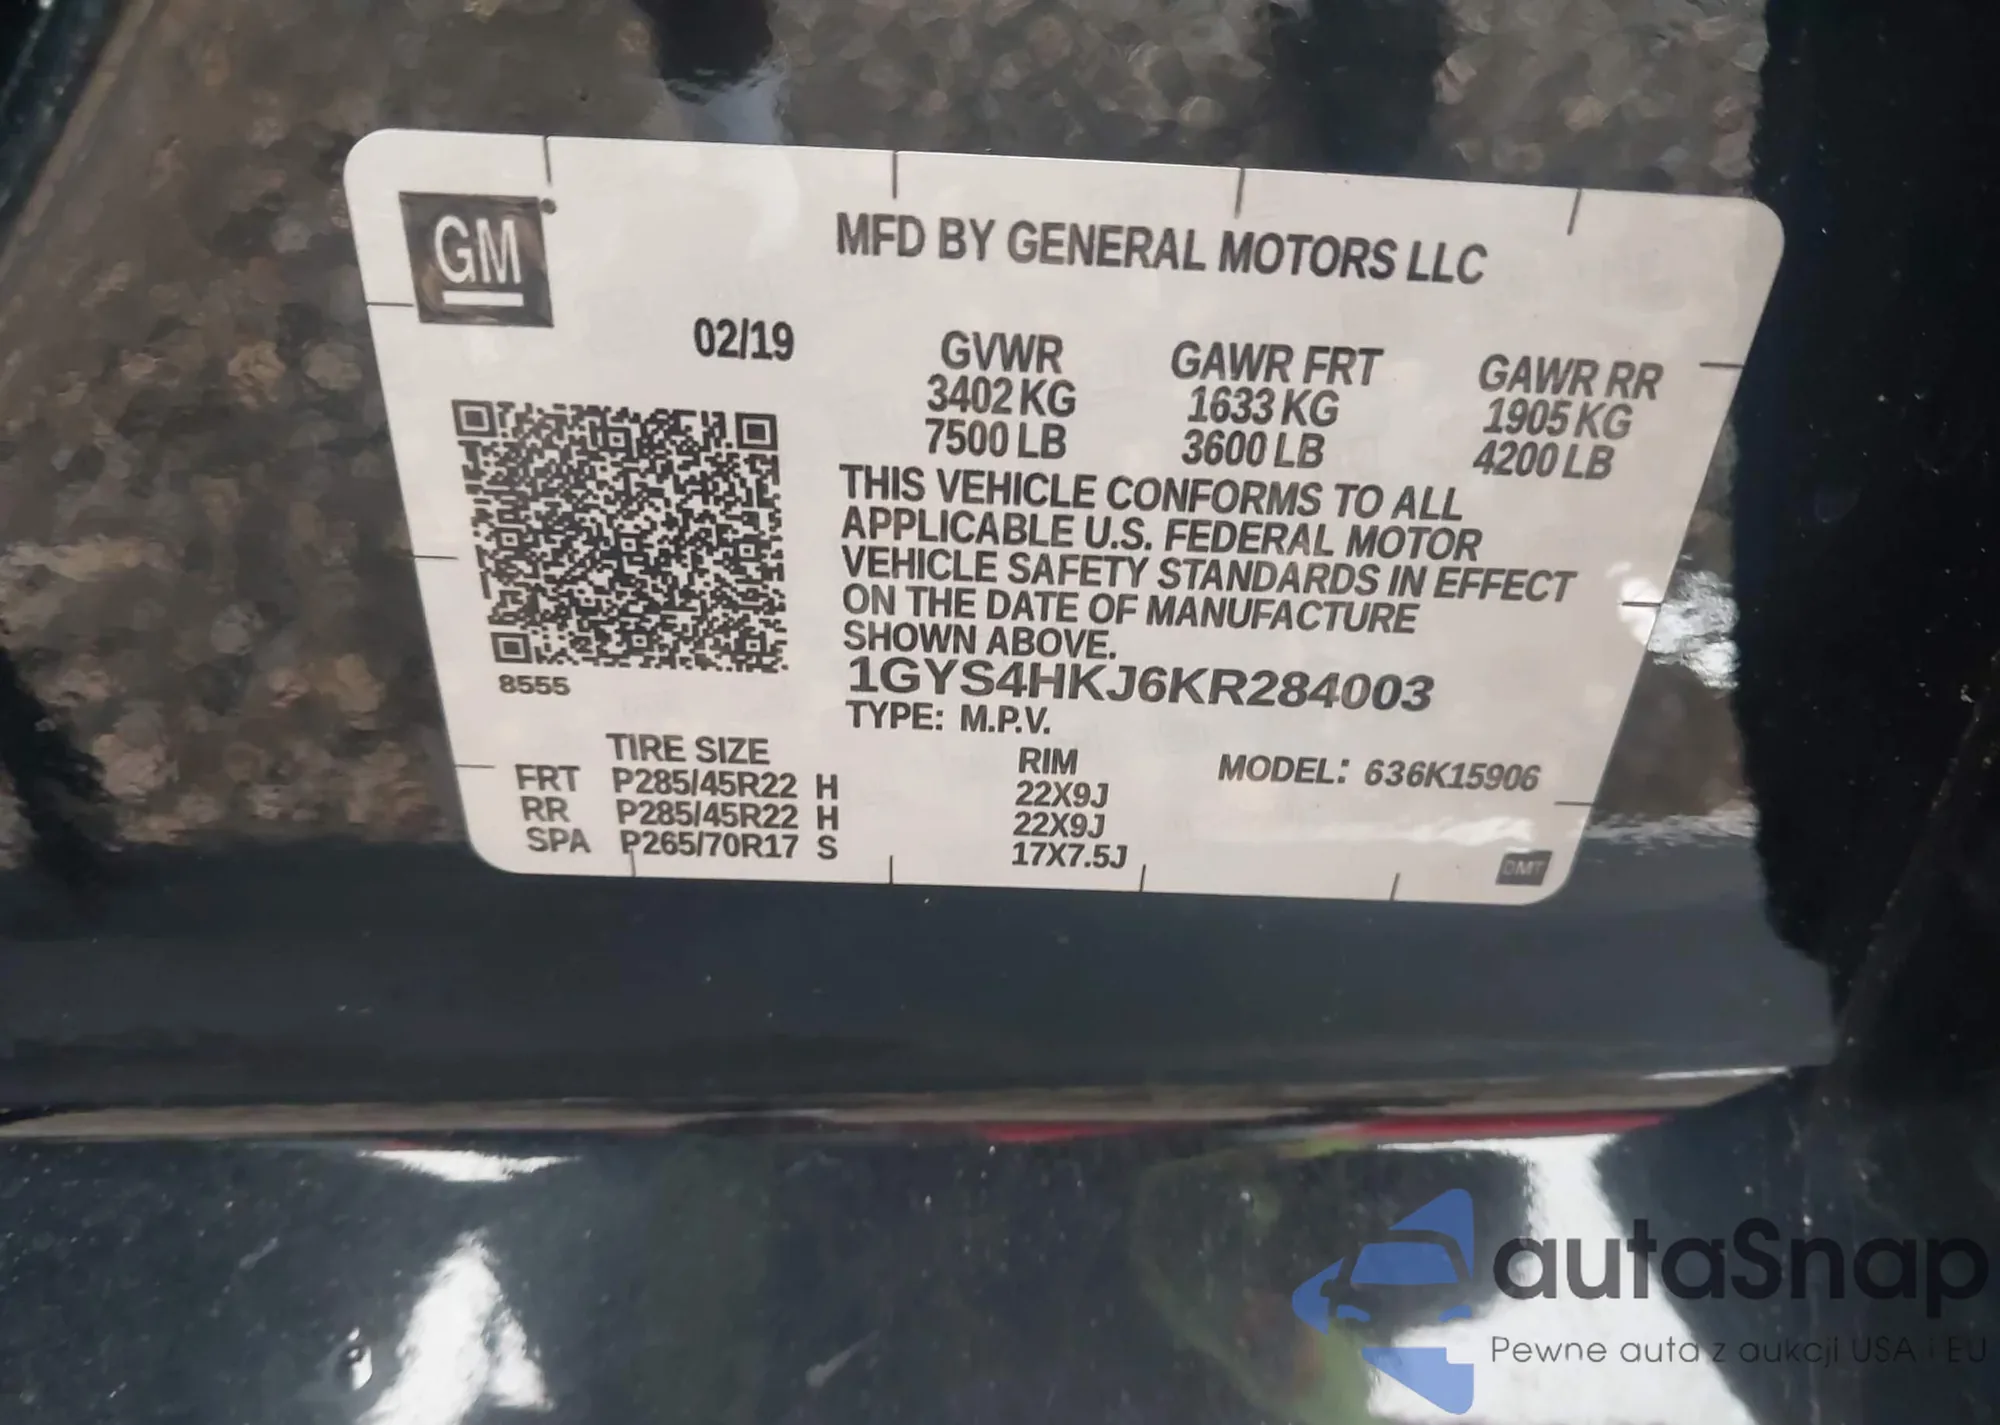 GM
MFD BY GENERAL MOTORS LLC
02/19
GVWR GAWR FRT GAWR RR
3402 KG 1633 KG 1905 KG
7500 LB 3600 LB 4200 LB
THIS VEHICLE CONFORMS TO ALL
APPLICABLE U.S. FEDERAL MOTOR
VEHICLE SAFETY STANDARDS IN EFFECT
ON THE DATE OF MANUFACTURE
SHOWN ABOVE.
8555
1GYS4HKJ6KR284003
TYPE: M.P.V.
TIRE SIZE RIM MODEL: 636K15906
FRT P285/45R22 H 22X9J
RR P285/45R22 H 22X9J
SPA P265/70R17 S 17X7.5J
DMT
autaSnap
Pewne auta z aukcji USA i EU